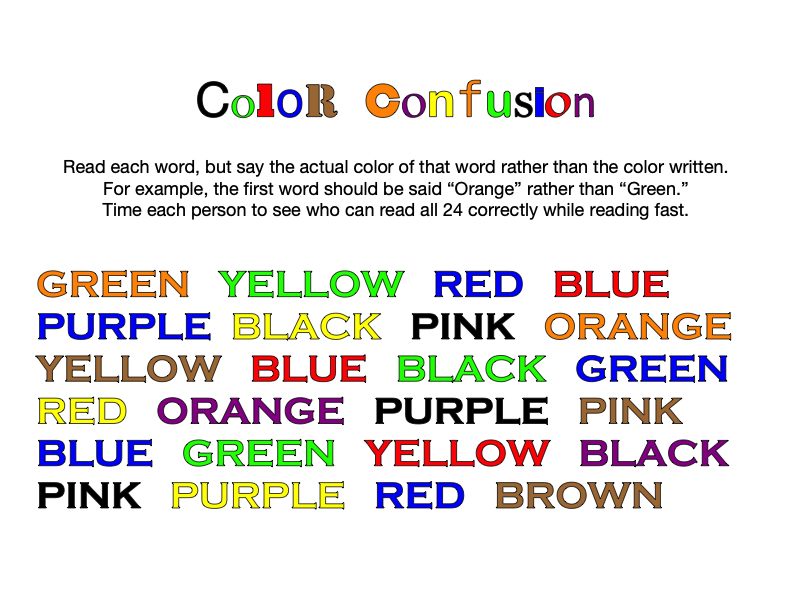 ColoR Confusion
Read each word, but say the actual color of that word rather than the color written.
For example, the first word should be said “Orange” rather than “Green.”
Time each person to see who can read all 24 correctly while reading fast.
GREEN YELLOW RED BLUE
PURPLE BLACK PINK ORANGE
YELLOW BLUE BLACK GREEN
RED ORANGE PURPLE PINK
BLUE GREEN YELLOW BLACK
PINK PURPLE RED BROWN